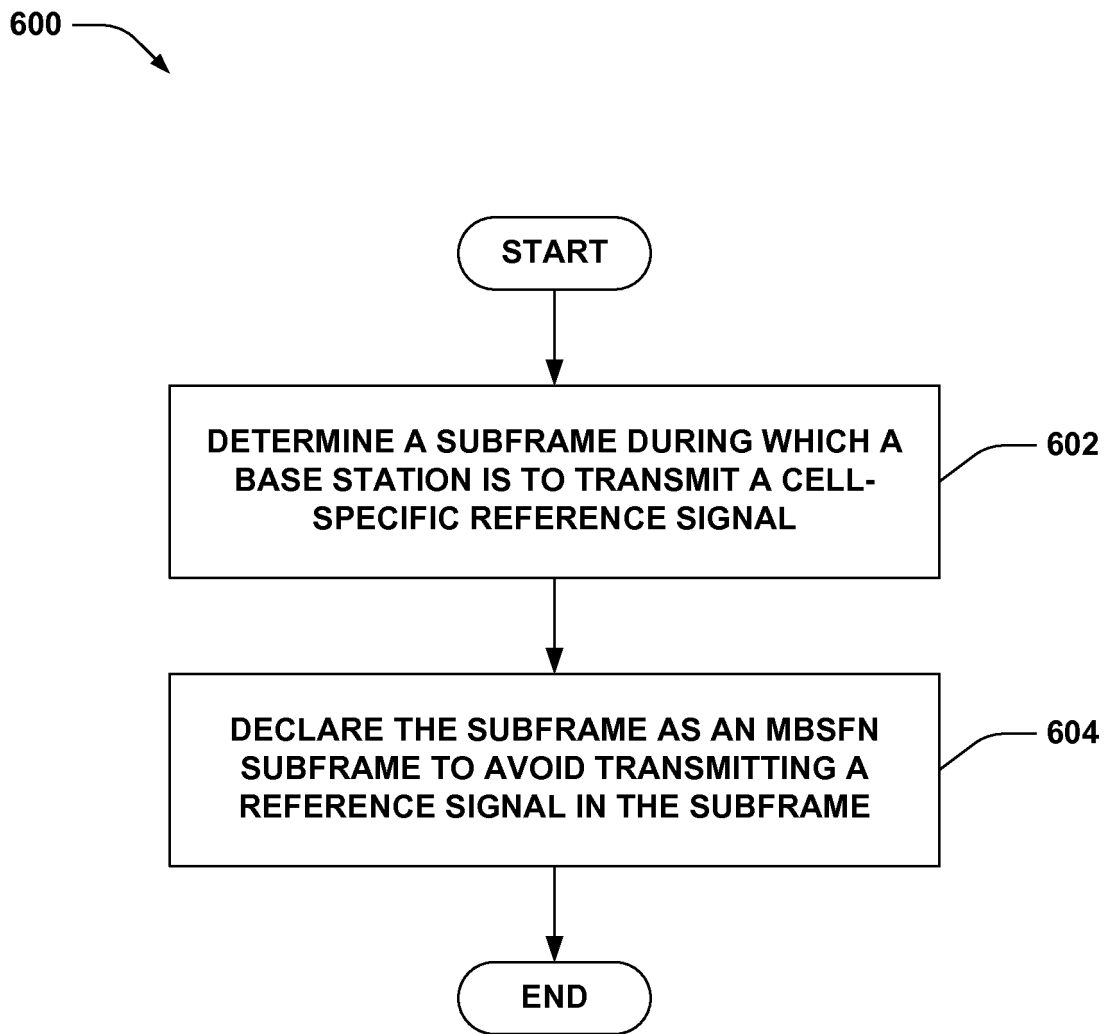 600
START
DETERMINE A SUBFRAME DURING WHICH A
BASE STATION IS TO TRANSMIT A CELL-
SPECIFIC REFERENCE SIGNAL
602
DECLARE THE SUBFRAME AS AN MBSFN
SUBFRAME TO AVOID TRANSMITTING A
REFERENCE SIGNAL IN THE SUBFRAME
604
END